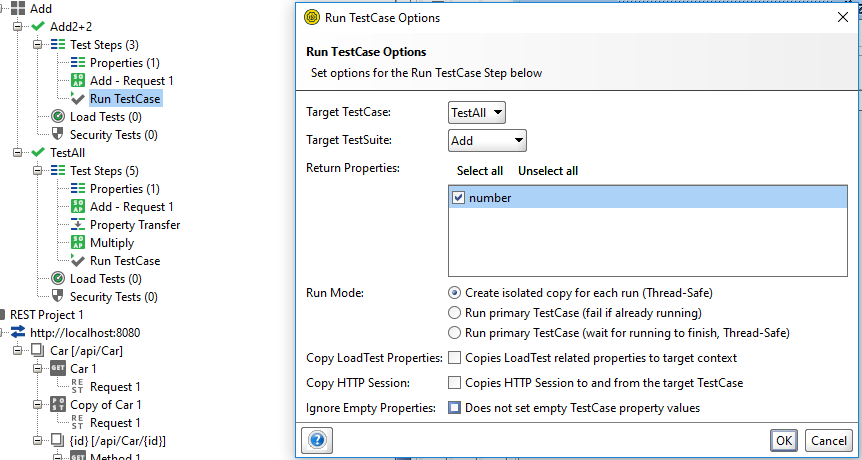 Add
Add2+2
Test Steps (3)
Properties (1)
SOAP
Add - Request 1
Run TestCase
Load Tests (0)
Security Tests (0)
TestAll
Test Steps (5)
Properties (1)
SOAP
Add - Request 1
Property Transfer
SOAP
Multiply
Run TestCase
Load Tests (0)
Security Tests (0)
REST Project 1
http://localhost:8080
Car [/api/Car]
GET
Car 1
REST
Request 1
POST
Copy of Car 1
REST
Request 1
{id} [/api/Car/{id}]
GET
Method 1
Run TestCase Options
Run TestCase Options
Set options for the Run TestCase Step below
Target TestCase: TestAll
Target TestSuite: Add
Return Properties: Select all Unselect all
number
Run Mode: Create isolated copy for each run (Thread-Safe)
Run primary TestCase (fail if already running)
Run primary TestCase (wait for running to finish, Thread-Safe)
Copy LoadTest Properties: Copies LoadTest related properties to target context
Copy HTTP Session: Copies HTTP Session to and from the target TestCase
Ignore Empty Properties: Does not set empty TestCase property values
? OK Cancel